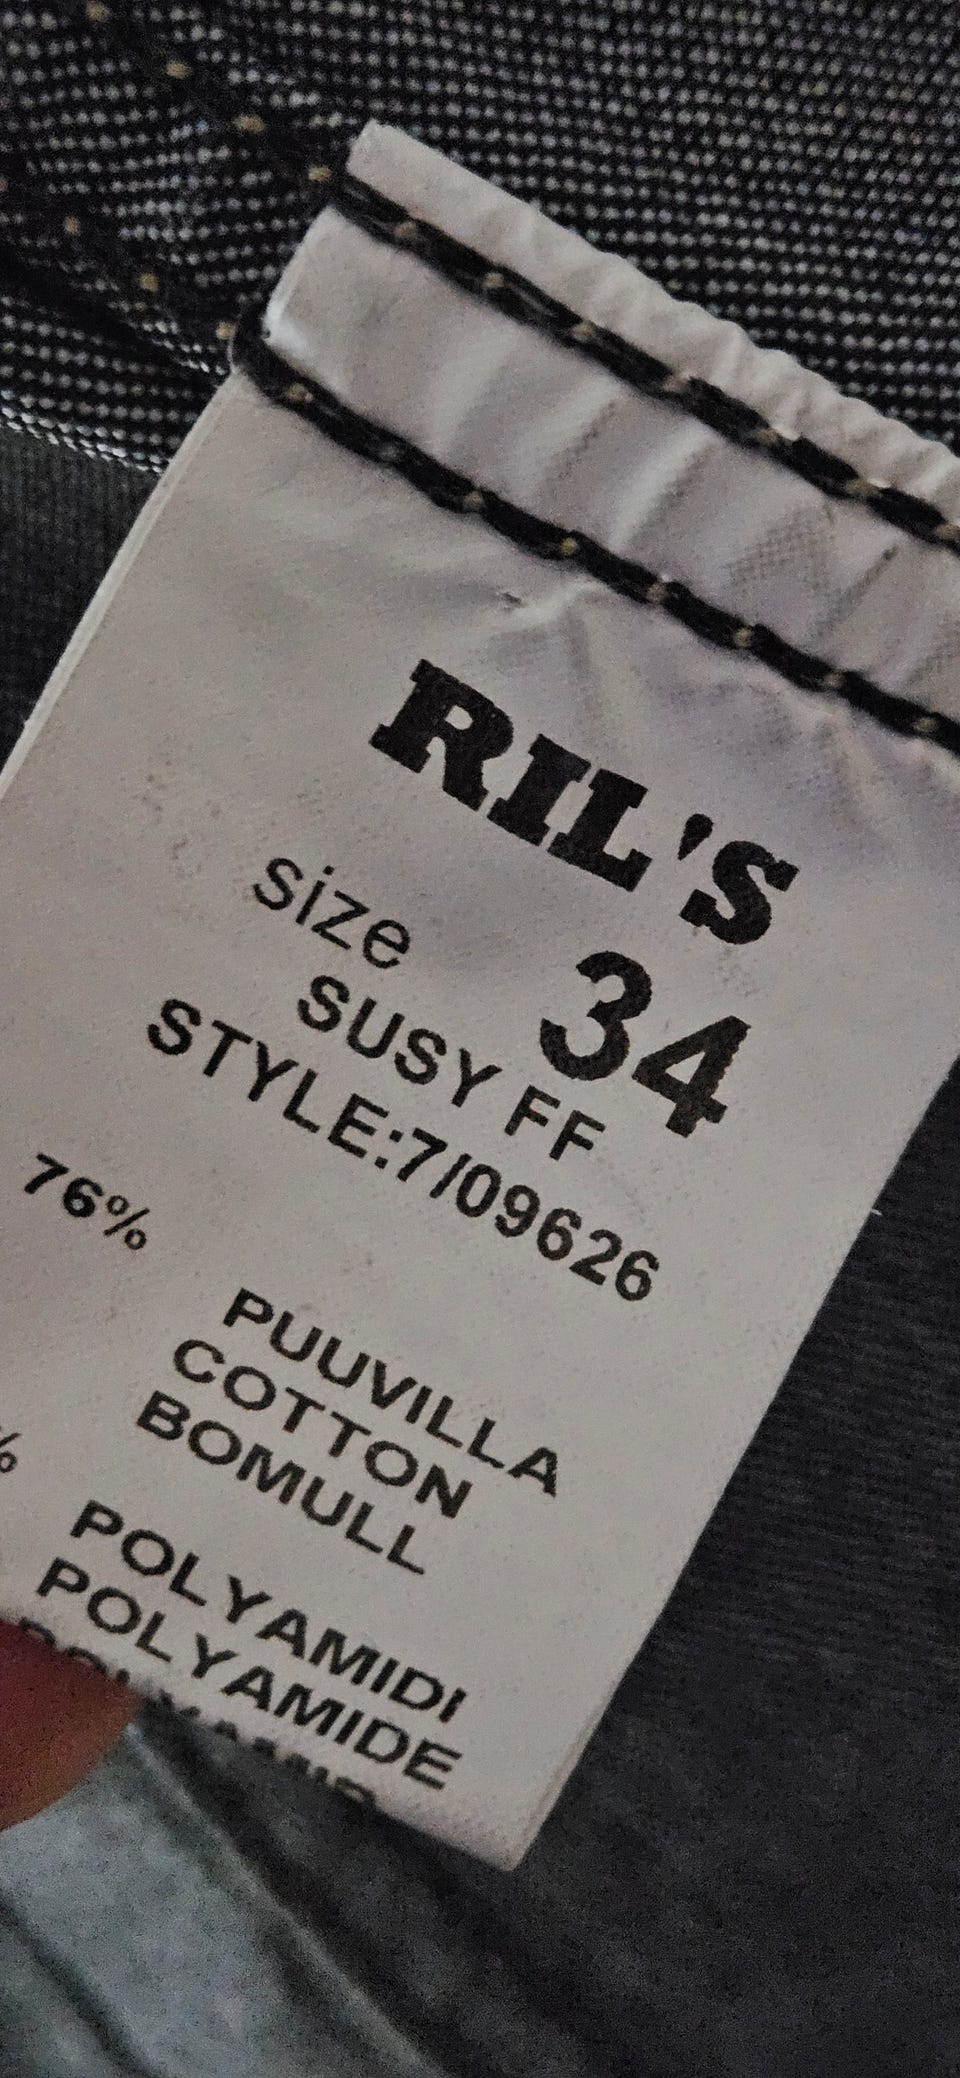 RIL'S
size 34
SUSY FF
STYLE:7/09626
76%
PUUVILLA
COTTON
BOMULL
%
POLYAMIDI
POLYAMIDE